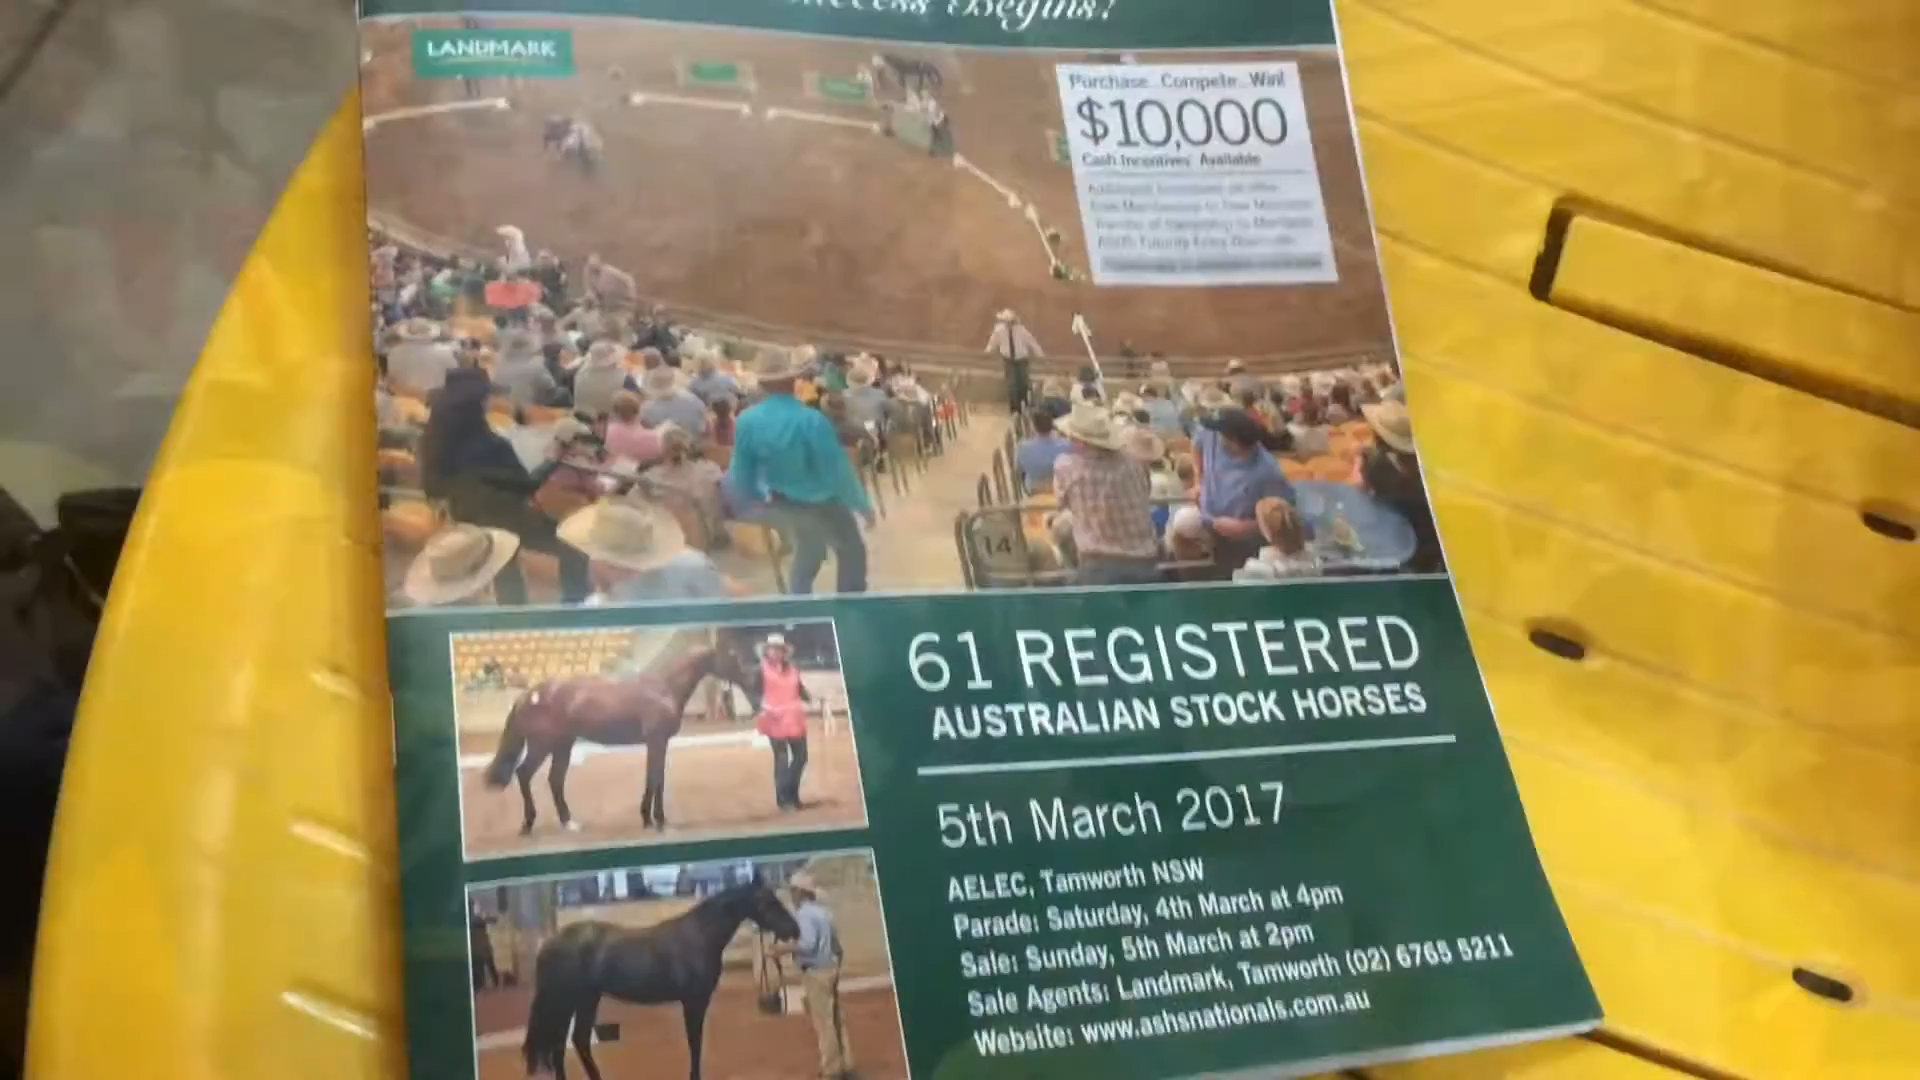 Begins!
LANDMARK
Purchase Compete Win!
$10,000
Cash Incentives Available
14
61 REGISTERED
AUSTRALIAN STOCK HORSES
5th March 2017
AELEC, Tamworth NSW
Parade: Saturday, 4th March at 4pm
Sale: Sunday, 5th March at 2pm
Sale Agents: Landmark, Tamworth (02) 6765 5211
Website: www.ashsnationals.com.au